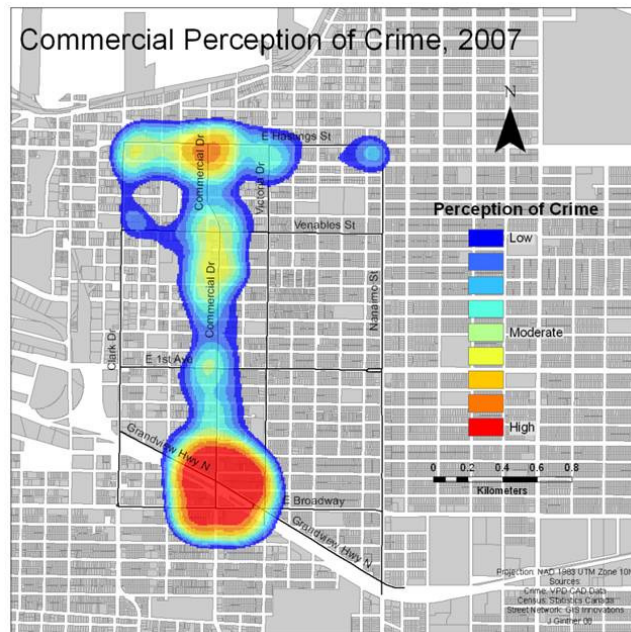 Commercial Perception of Crime, 2007
N
E Hastings St
Commercial Dr
Victoria Dr
Perception of Crime
Low
Venables St
Commercial Dr
Nanaimo St
Moderate
Clark Dr
E 1st Ave
High
Grandview Hwy N
0 0.2 0.4 0.6 0.8
Kilometers
E Broadway
Grandview Hwy N
Projection: NAD 1983 UTM Zone 10N
Sources
Crime: VPD CAD Data
Census: Statistics Canada
Street Network: GIS Innovations
J Ginther 08